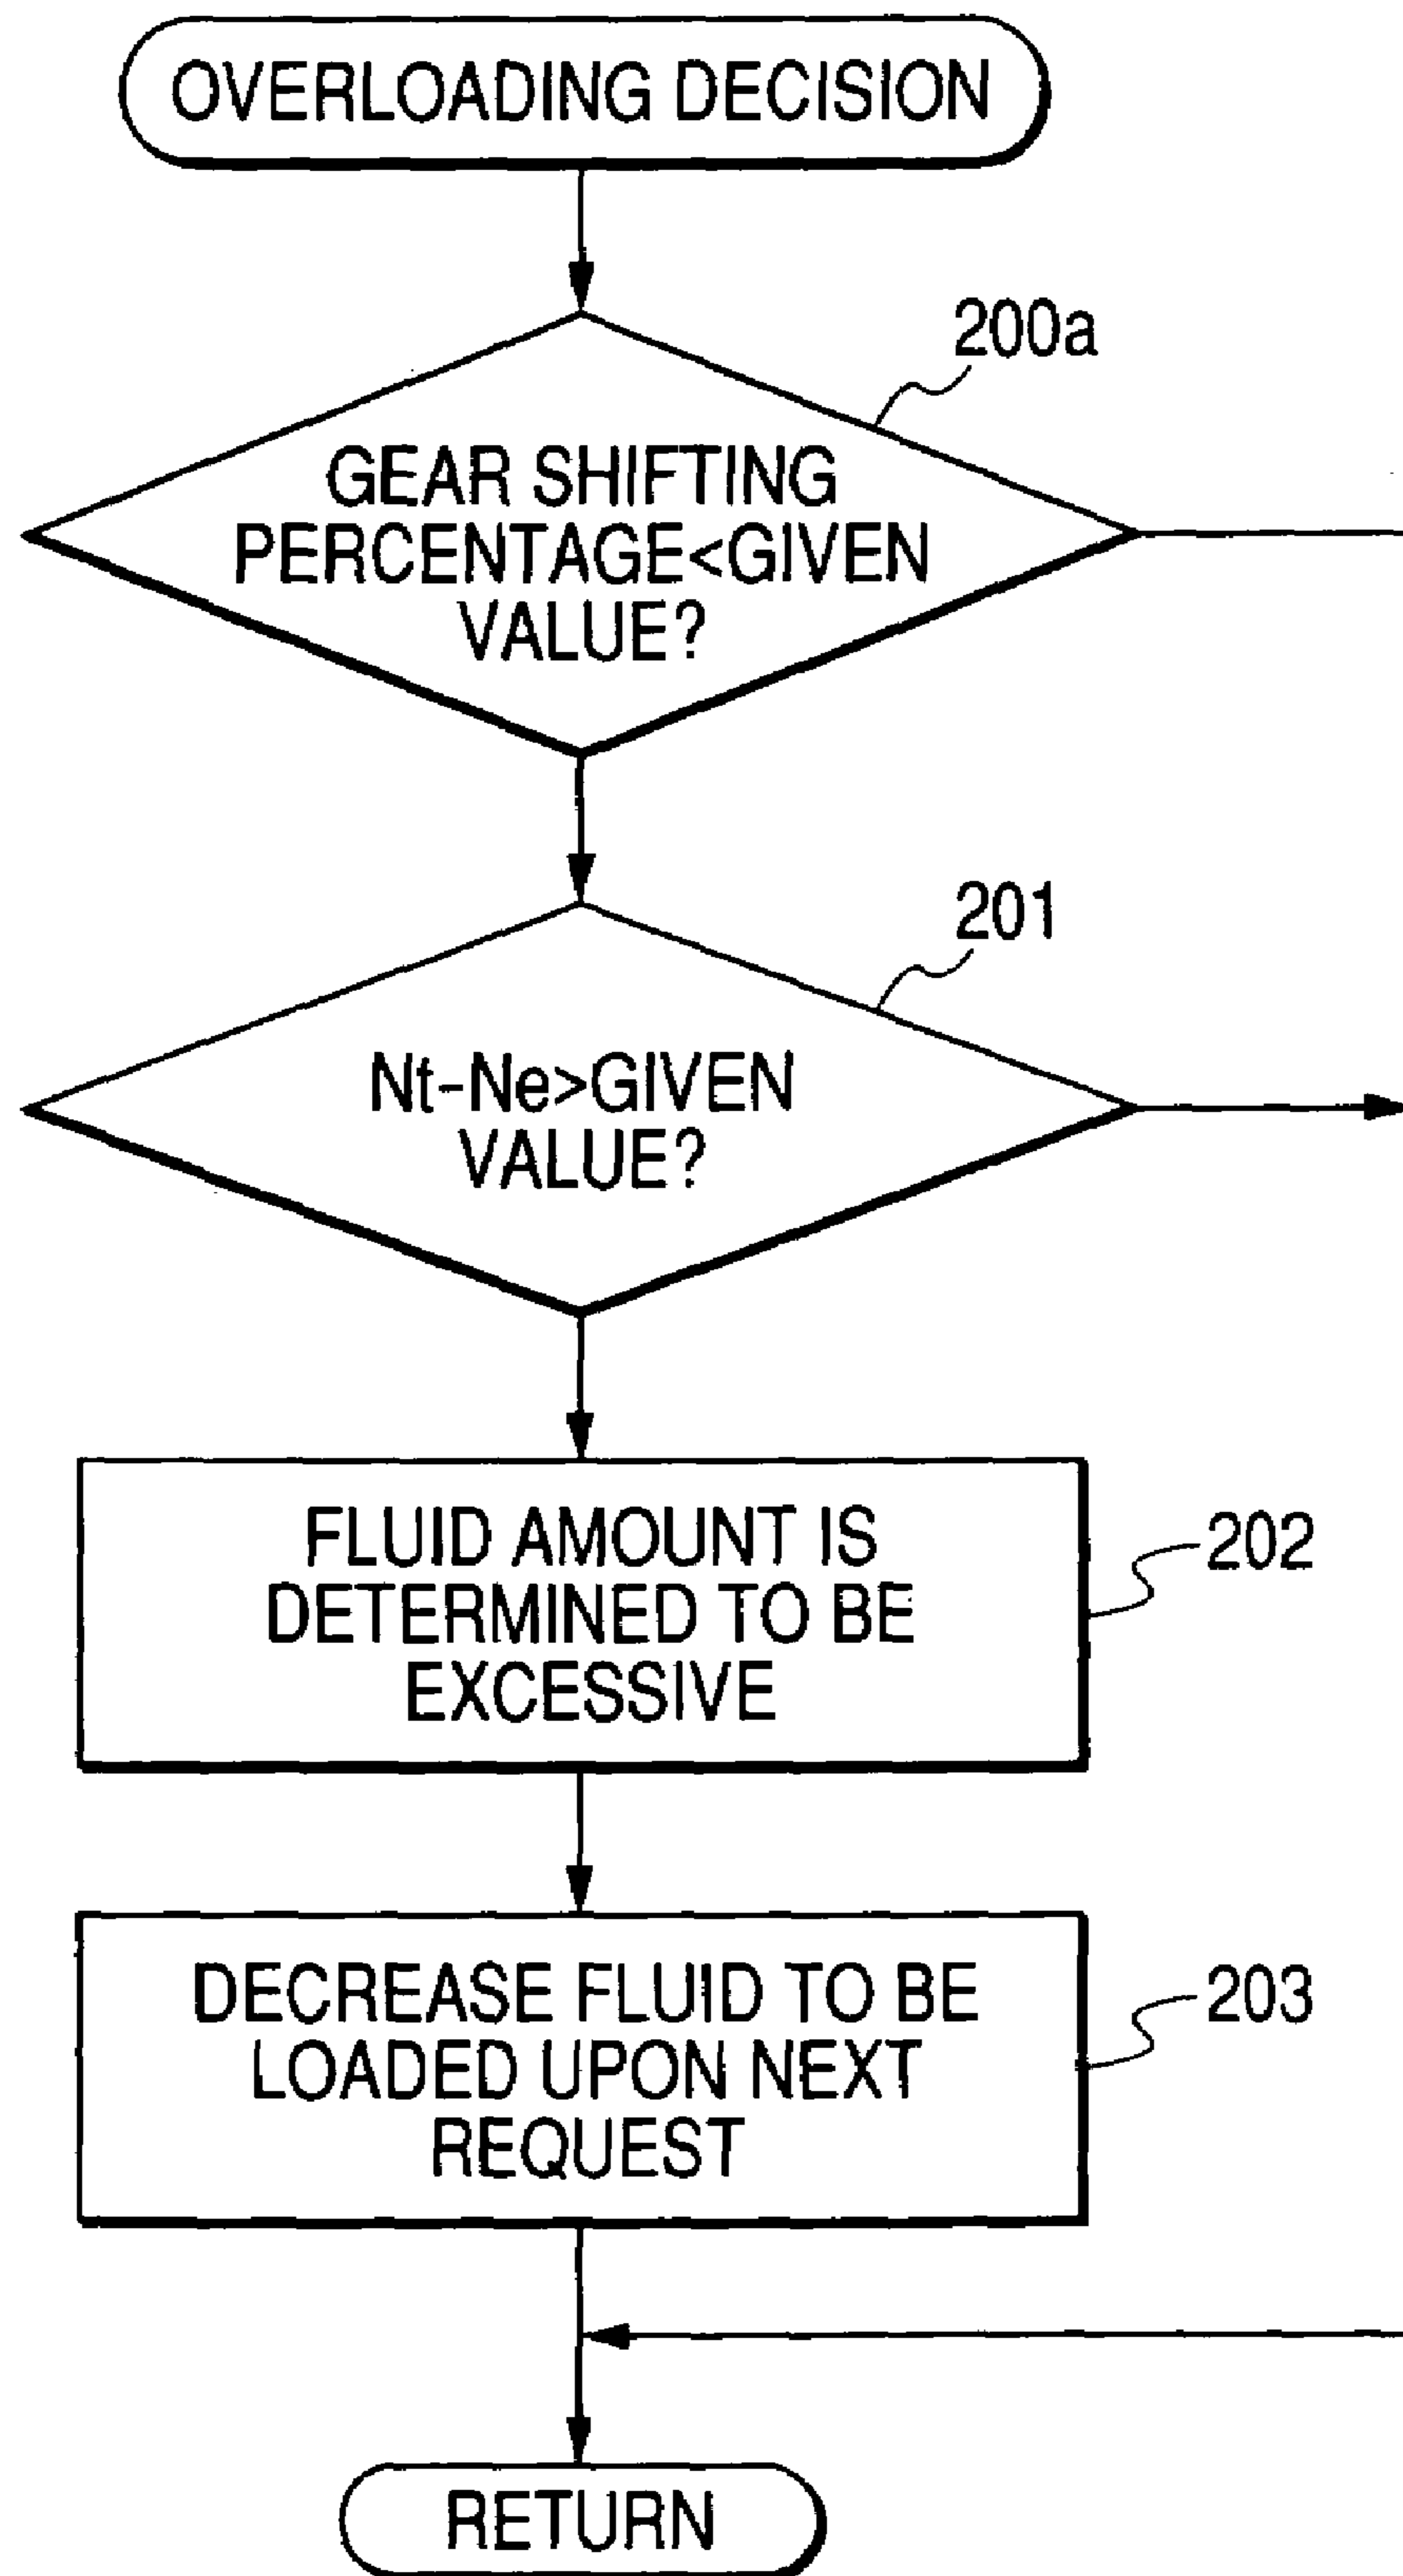 OVERLOADING DECISION
200a
GEAR SHIFTING
PERCENTAGE<GIVEN
VALUE?
201
Nt-Ne>GIVEN
VALUE?
FLUID AMOUNT IS
DETERMINED TO BE
EXCESSIVE
202
DECREASE FLUID TO BE
LOADED UPON NEXT
REQUEST
203
RETURN